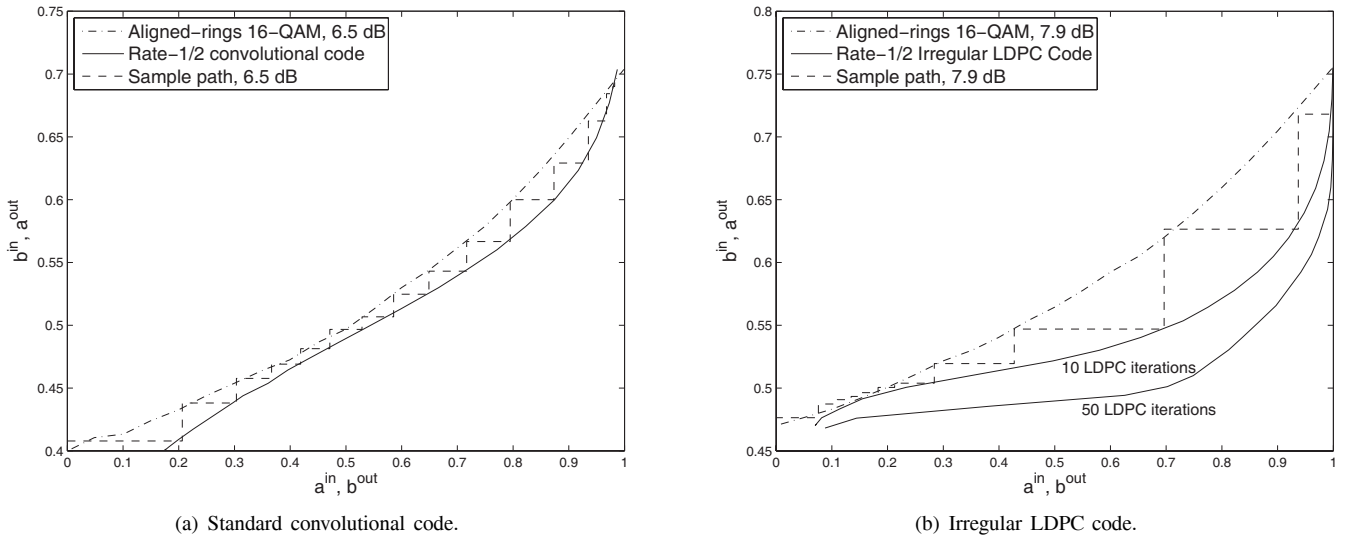 Aligned−rings 16−QAM, 6.5 dB
Rate−1/2 convolutional code
Sample path, 6.5 dB
0.7
0.65
0.6
0.55
0.5
0.45
0.4
b^in, a^out
0 0.1 0.2 0.3 0.4 0.5 0.6 0.7 0.8 0.9 1
a^in, b^out
(a) Standard convolutional code.
0.8
Aligned−rings 16−QAM, 7.9 dB
Rate−1/2 Irregular LDPC Code
Sample path, 7.9 dB
0.75
0.7
0.65
0.6
0.55
0.5
0.45
b^in, a^out
10 LDPC iterations
50 LDPC iterations
0 0.1 0.2 0.3 0.4 0.5 0.6 0.7 0.8 0.9 1
a^in, b^out
(b) Irregular LDPC code.